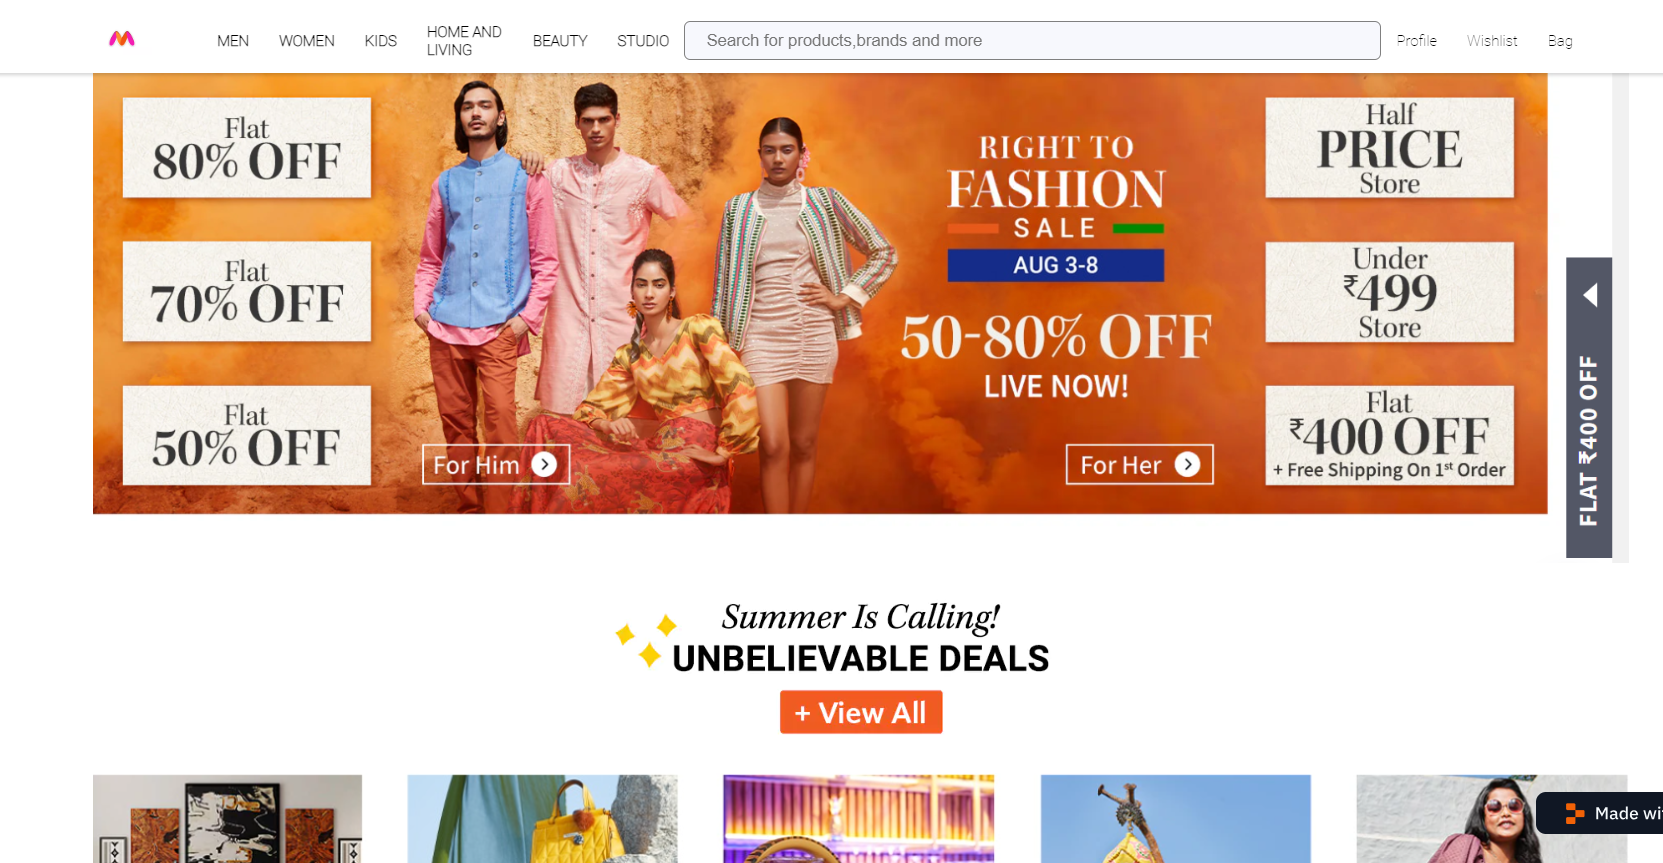 MEN
WOMEN
KIDS
HOME AND
LIVING
BEAUTY
STUDIO
Search for products,brands and more
Profile
Wishlist
Bag
Flat
80% OFF
Flat
70% OFF
Flat
50% OFF
For Him
RIGHT TO
FASHION
SALE
AUG 3-8
50-80% OFF
LIVE NOW!
For Her
Half
PRICE
Store
Under
₹499
Store
Flat
₹400 OFF
+ Free Shipping On 1st Order
FLAT ₹400 OFF
Summer Is Calling!
UNBELIEVABLE DEALS
+ View All
Made wi